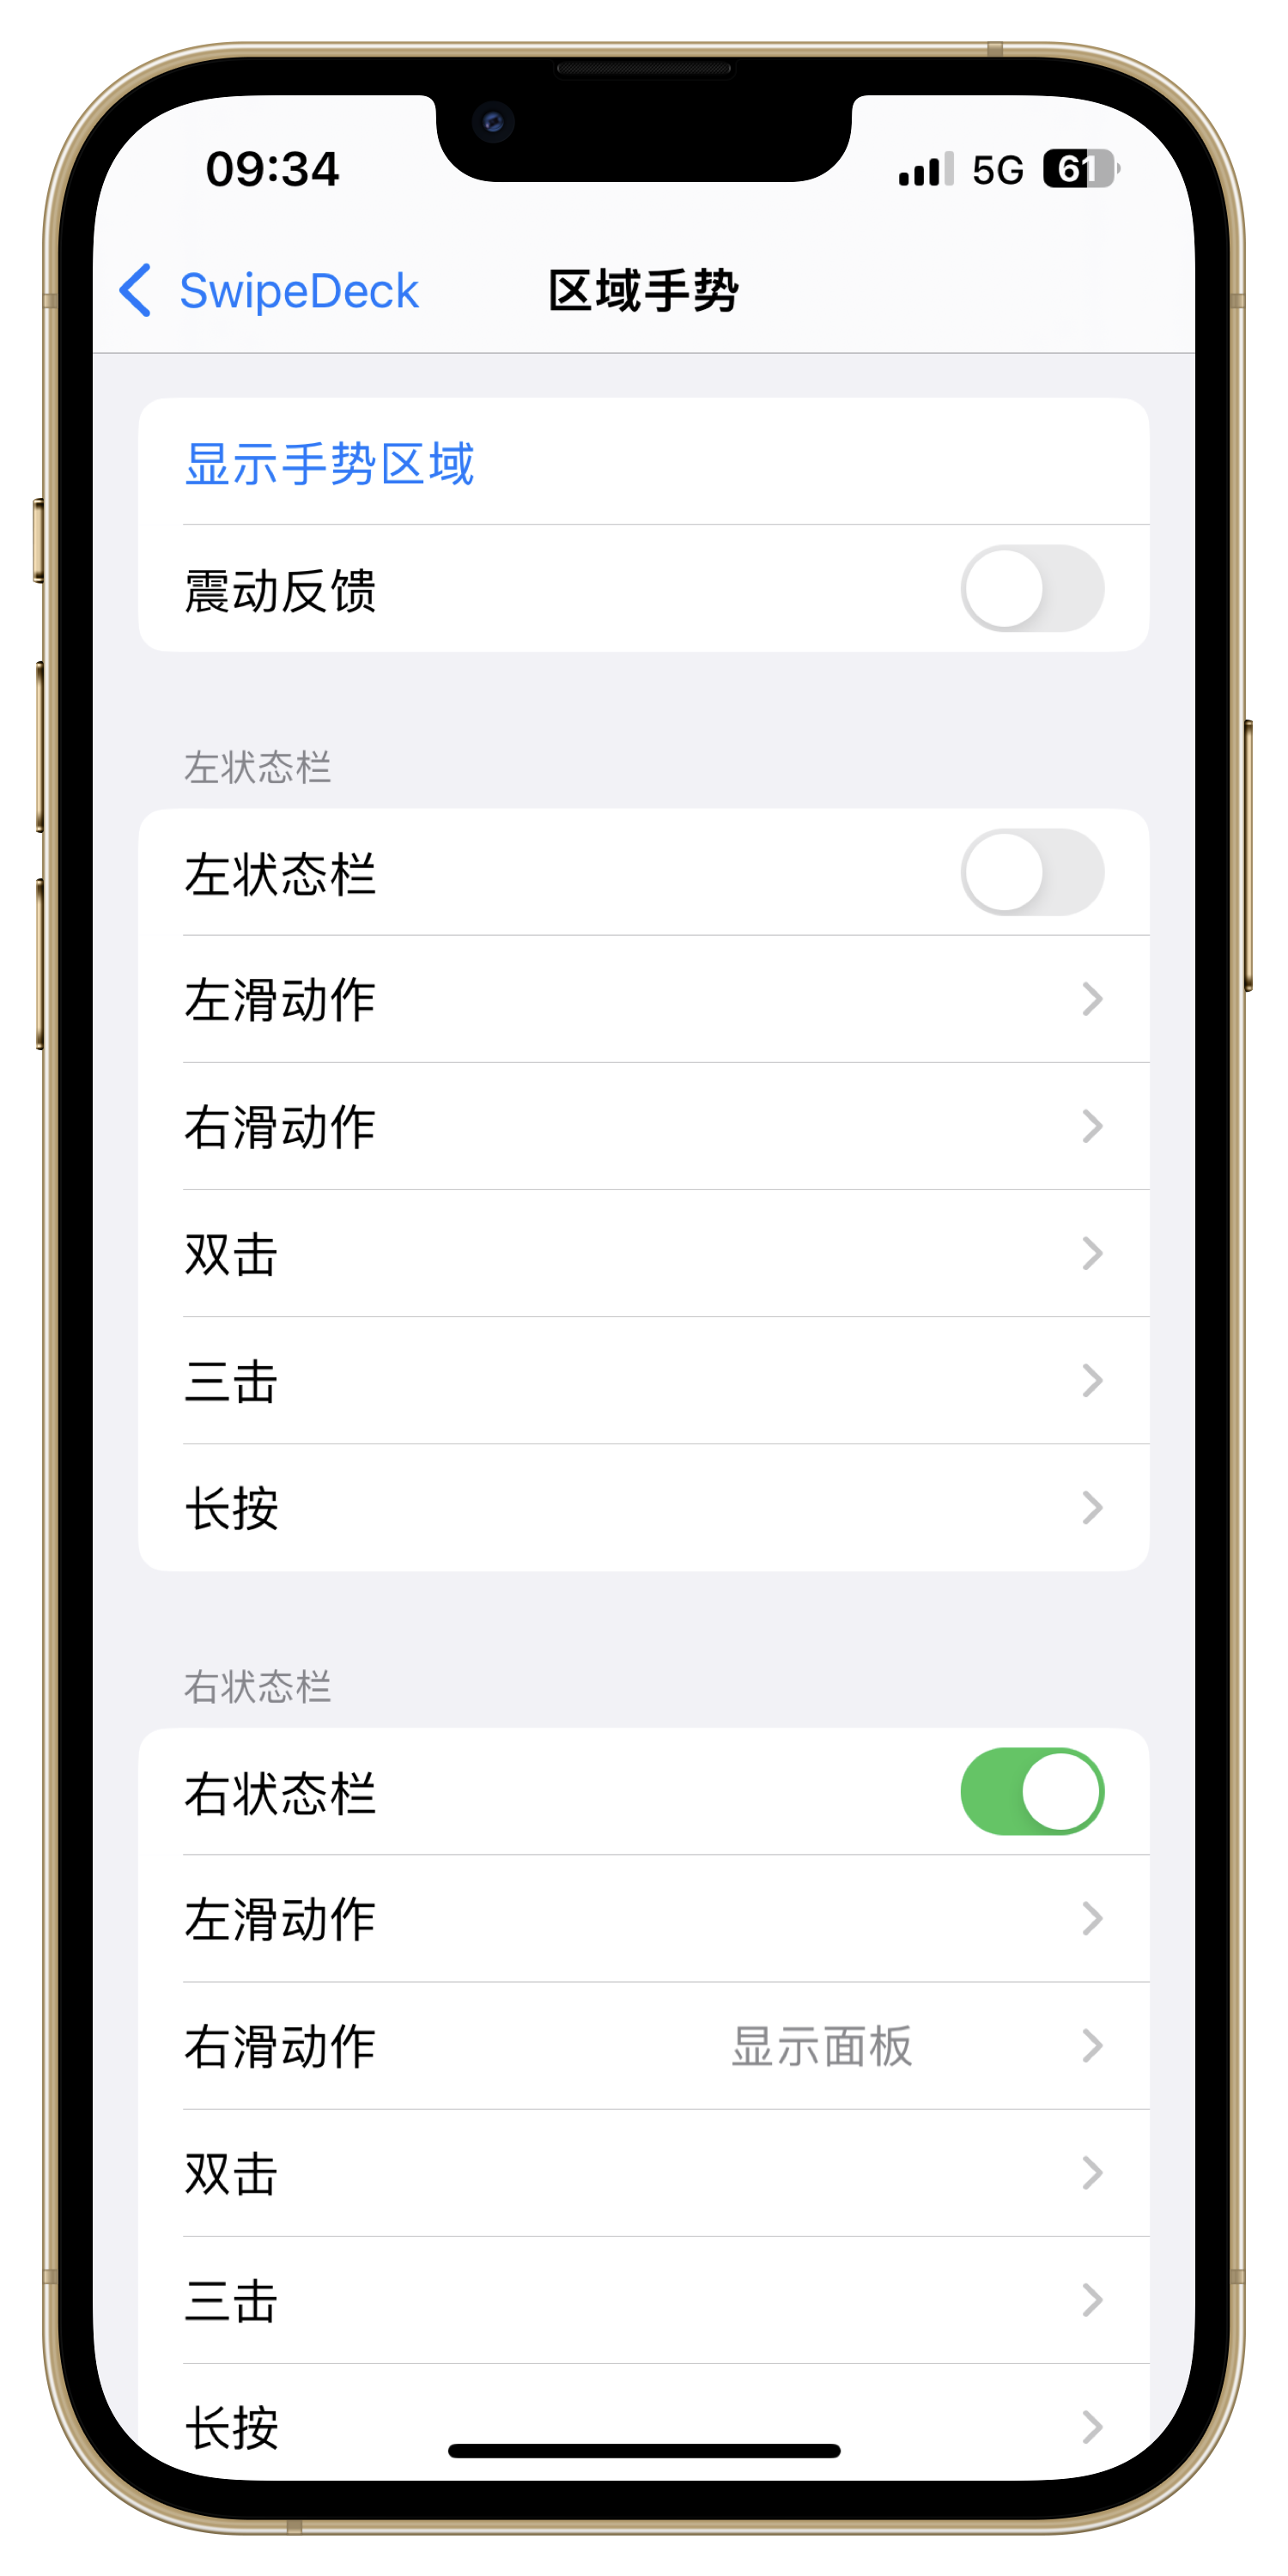 09:34 5G 61
SwipeDeck 区域手势
显示手势区域
震动反馈
左状态栏
左状态栏
左滑动作
右滑动作
双击
三击
长按
右状态栏
右状态栏
左滑动作
右滑动作 显示面板
双击
三击
长按